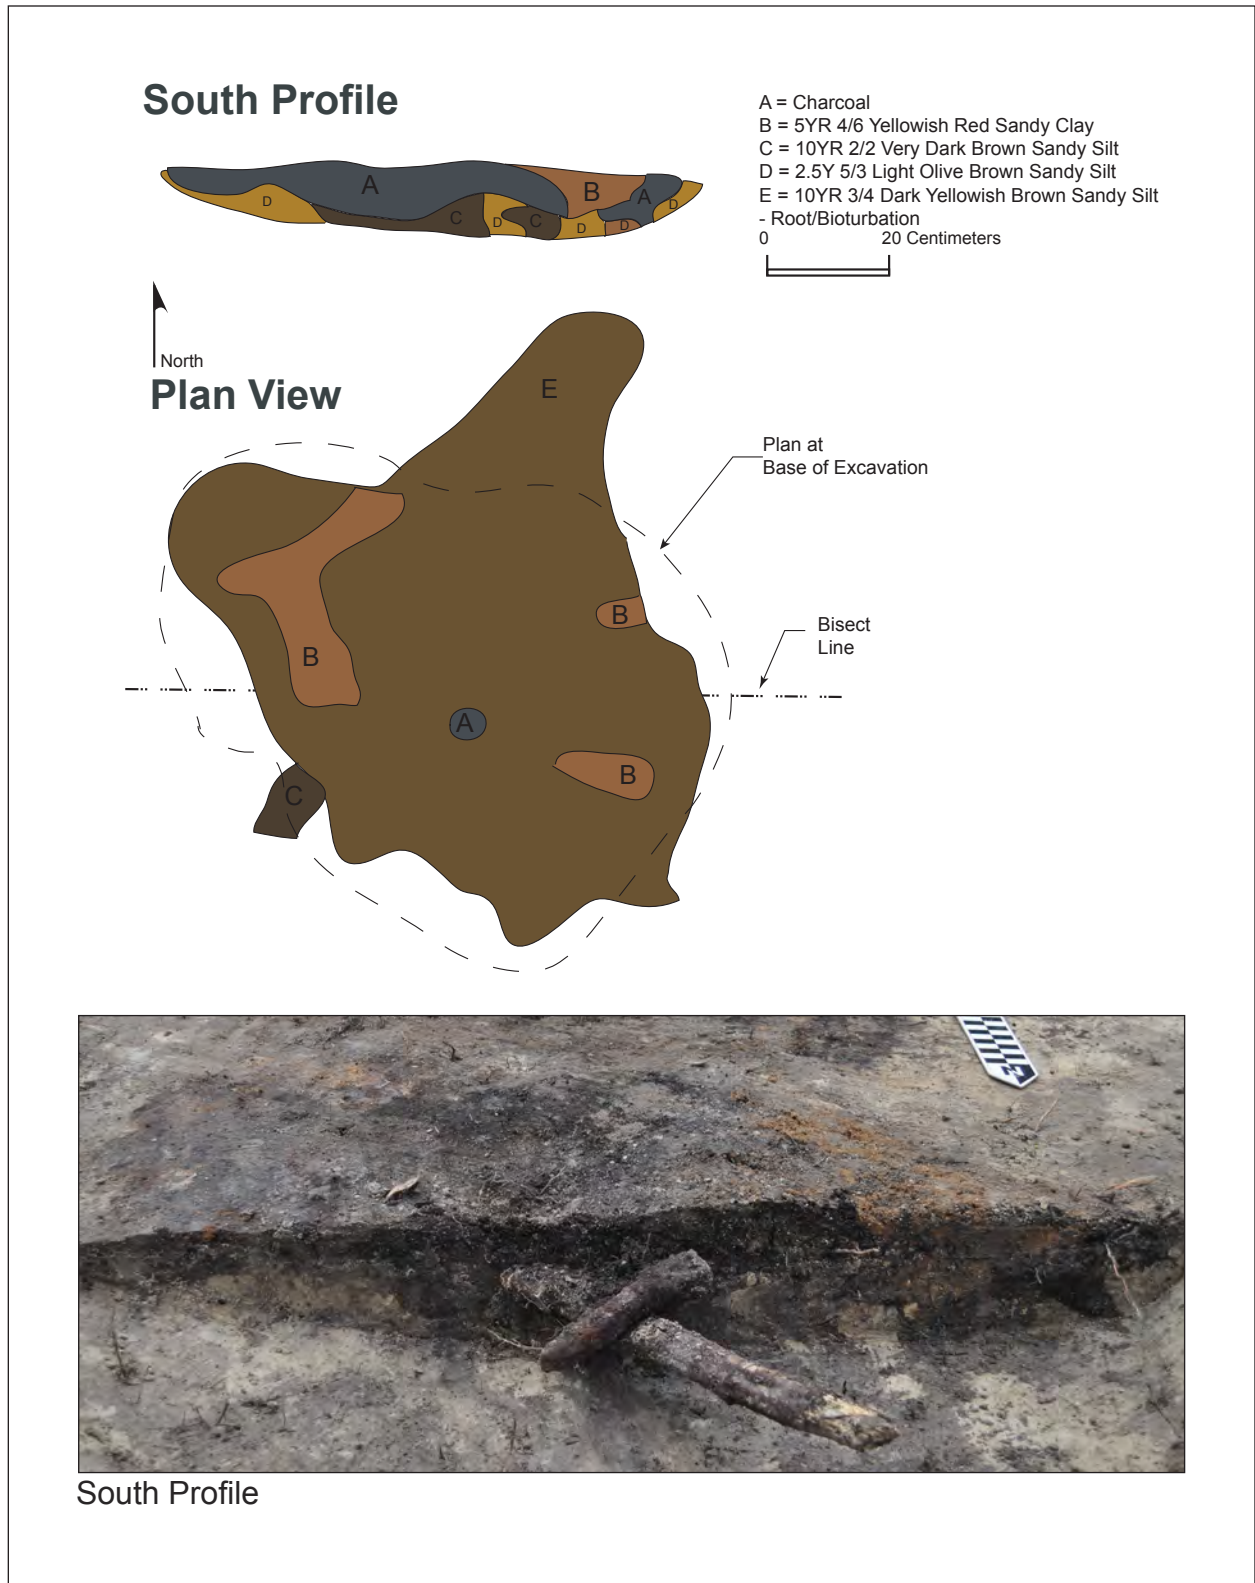 South Profile
A = Charcoal
B = 5YR 4/6 Yellowish Red Sandy Clay
C = 10YR 2/2 Very Dark Brown Sandy Silt
D = 2.5Y 5/3 Light Olive Brown Sandy Silt
E = 10YR 3/4 Dark Yellowish Brown Sandy Silt
- Root/Bioturbation
0 20 Centimeters
A
B
A
D
C
D
C
D
D
D
North
Plan View
E
Plan at
Base of Excavation
B
Bisect
Line
B
A
B
C
South Profile